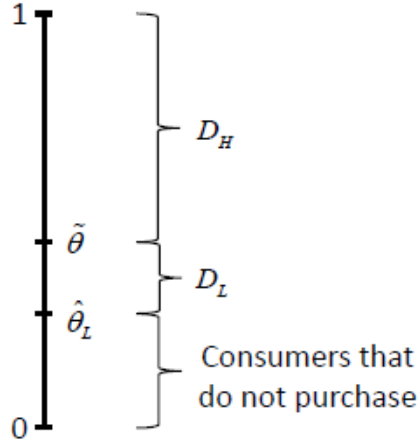 1
D_H
θ̃
D_L
θ̂_L
Consumers that
do not purchase
0